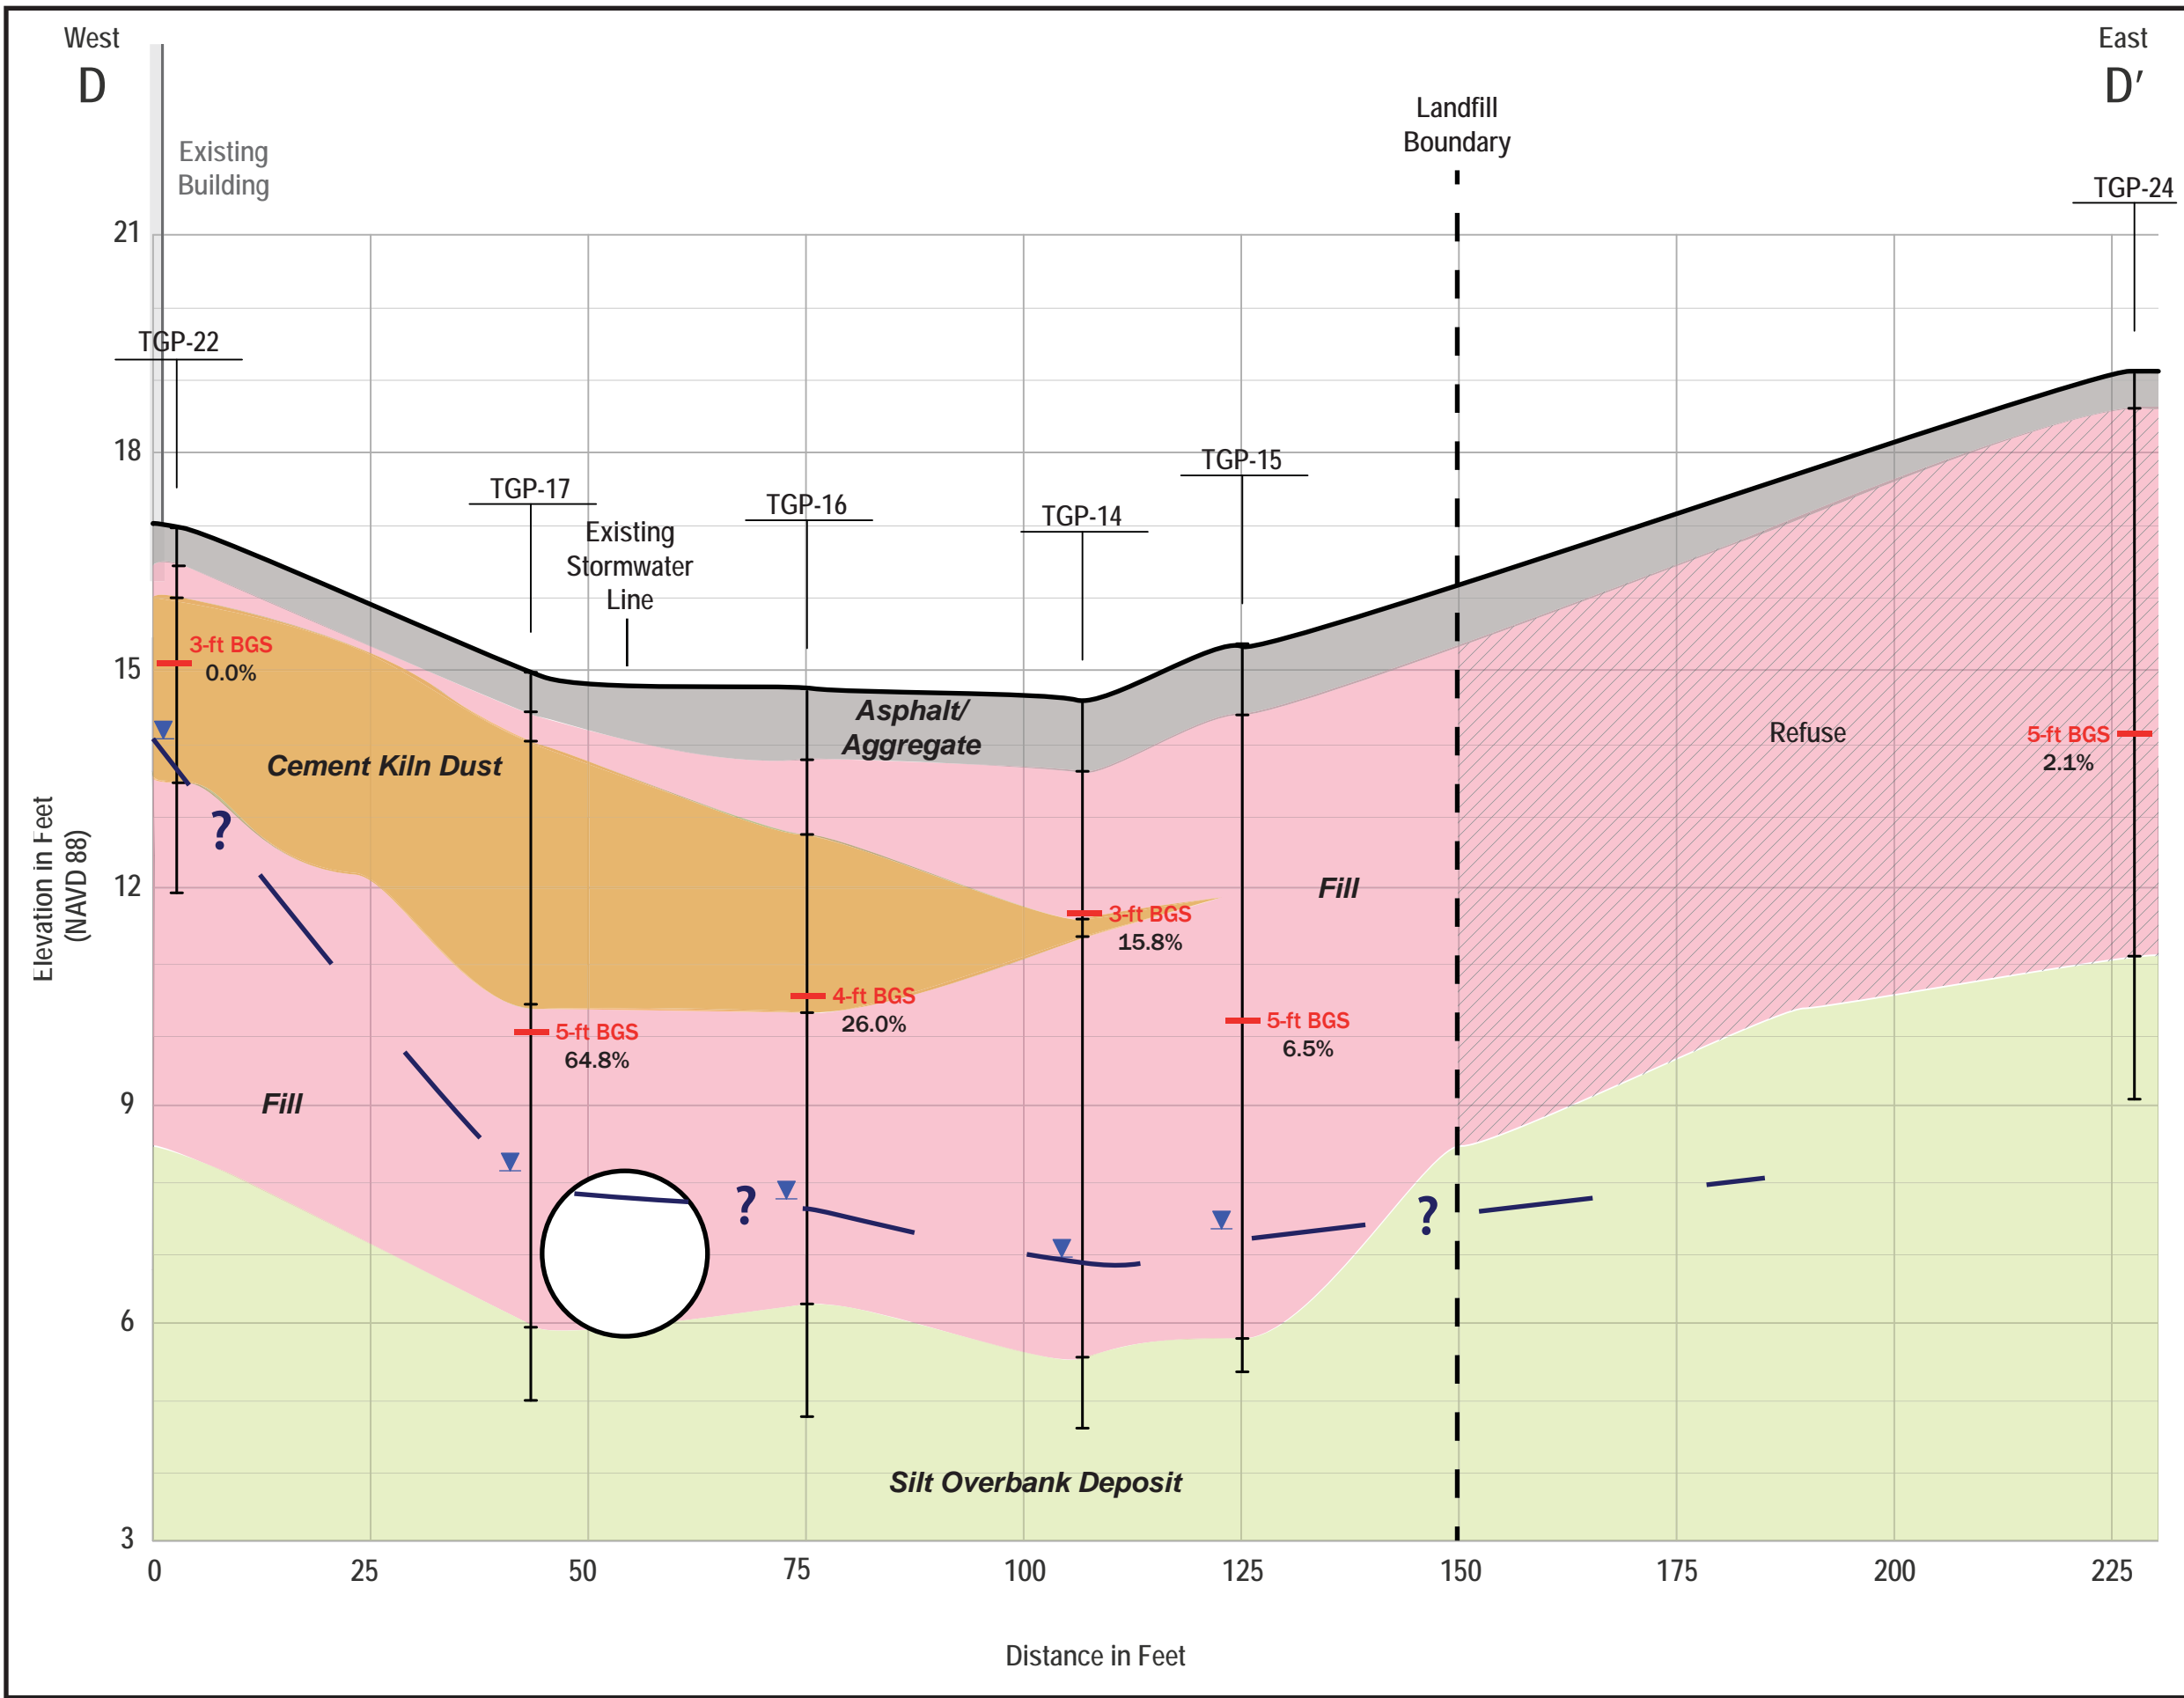 West
East
D
D′
Landfill
Boundary
Existing
Building
TGP-24
21
TGP-22
18
TGP-15
TGP-17
TGP-16
TGP-14
Existing
Stormwater
Line
3-ft BGS
0.0%
15
Asphalt/
Aggregate
Refuse
5-ft BGS
2.1%
Cement Kiln Dust
?
12
Fill
3-ft BGS
15.8%
Elevation in Feet
(NAVD 88)
4-ft BGS
26.0%
5-ft BGS
64.8%
5-ft BGS
6.5%
9
Fill
?
?
6
Silt Overbank Deposit
3
0
25
50
75
100
125
150
175
200
225
Distance in Feet